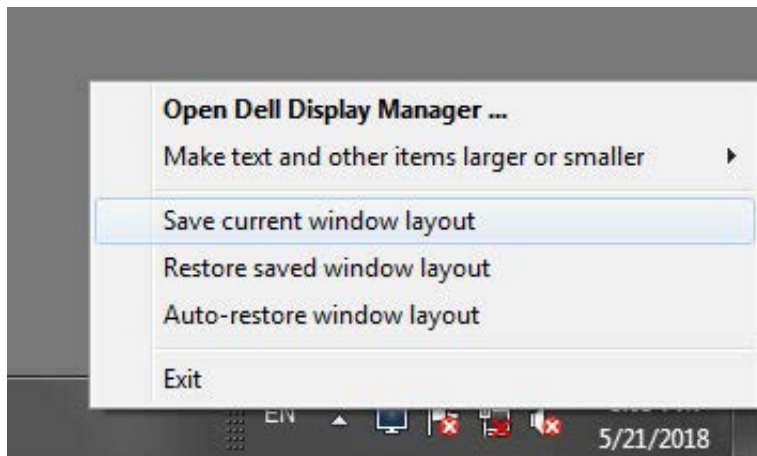 Open Dell Display Manager ...
Make text and other items larger or smaller
Save current window layout
Restore saved window layout
Auto-restore window layout
Exit
EN
5/21/2018